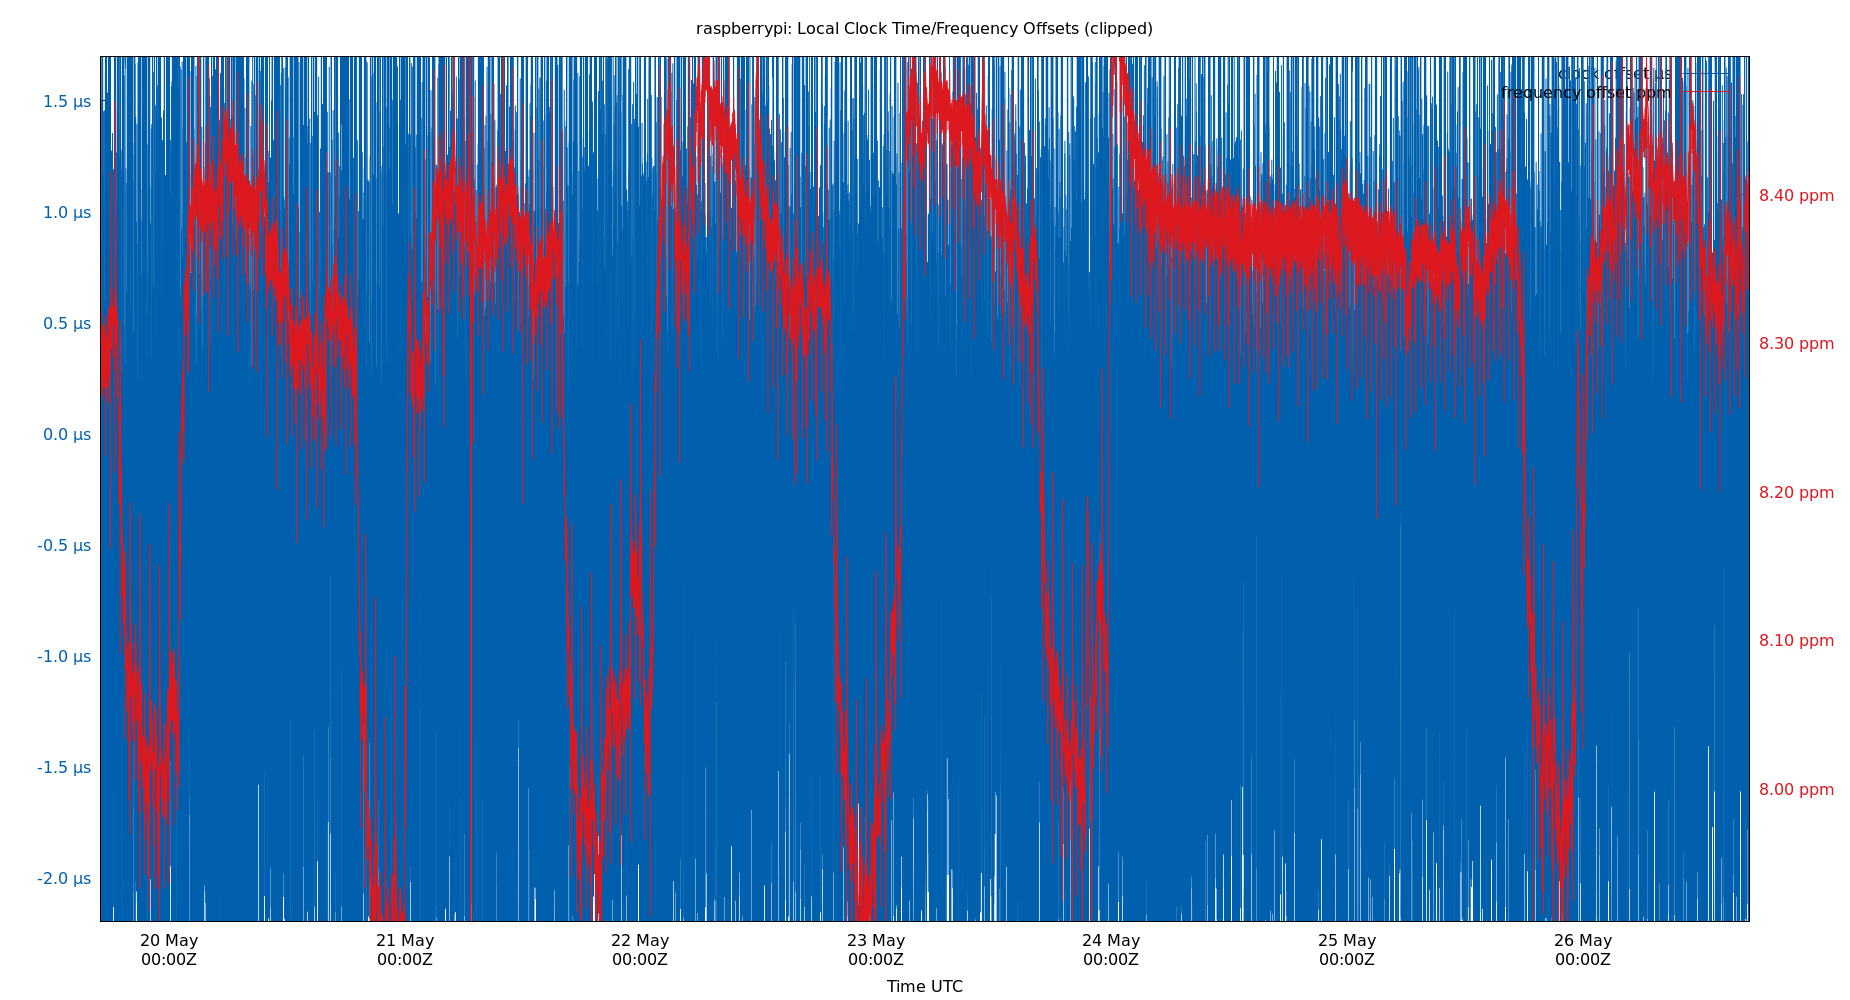 raspberrypi: Local Clock Time/Frequency Offsets (clipped)
clock offset µs
frequency offset ppm
1.5 µs
1.0 µs
0.5 µs
0.0 µs
-0.5 µs
-1.0 µs
-1.5 µs
-2.0 µs
8.40 ppm
8.30 ppm
8.20 ppm
8.10 ppm
8.00 ppm
20 May 21 May 22 May 23 May 24 May 25 May 26 May
00:00Z 00:00Z 00:00Z 00:00Z 00:00Z 00:00Z 00:00Z
Time UTC